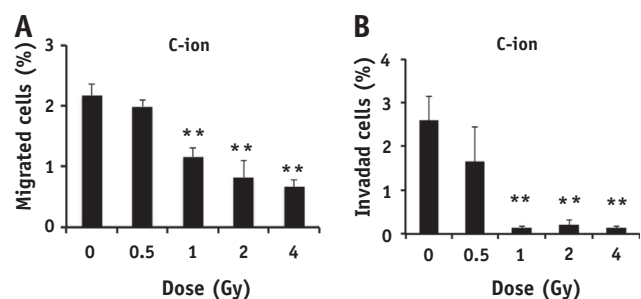 A
C-ion
Migrated cells (%)
3
2
1
0
**
**
**
0 0.5 1 2 4
Dose (Gy)
B
C-ion
Invadad cells (%)
4
3
2
1
0
**
**
**
0 0.5 1 2 4
Dose (Gy)